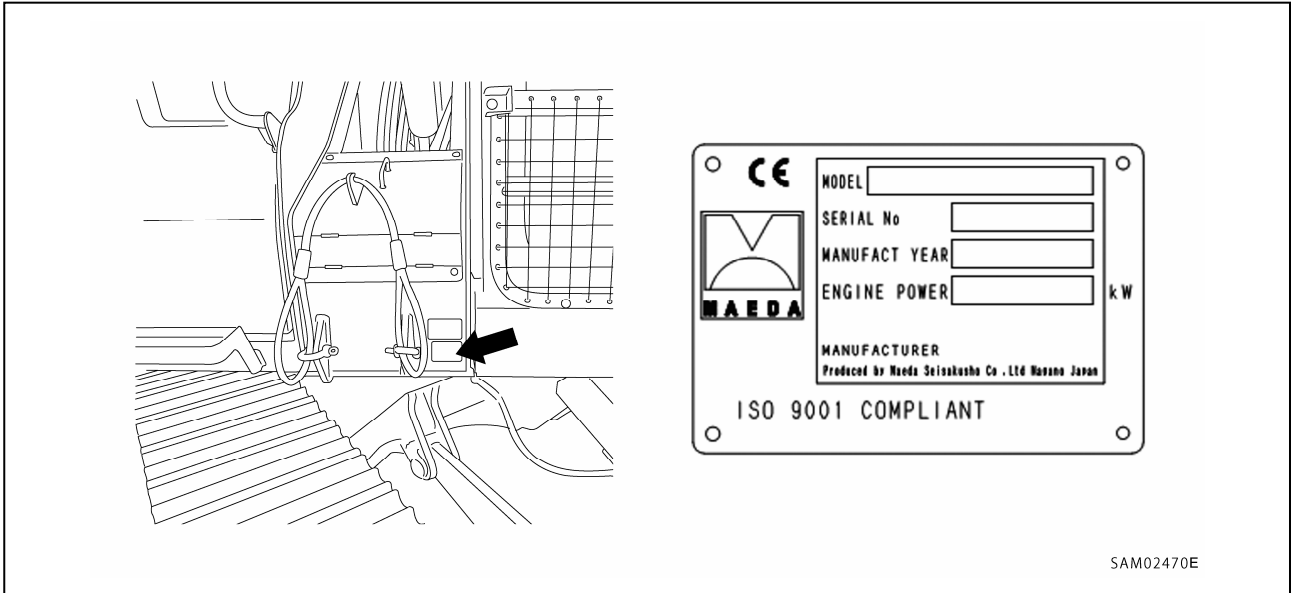 CE
MODEL
MAEDA
SERIAL No
MANUFACT YEAR
ENGINE POWER kW
MANUFACTURER
Produced by Maeda Seisakusho Co .Ltd Nagano Japan
ISO 9001 COMPLIANT
SAM02470E